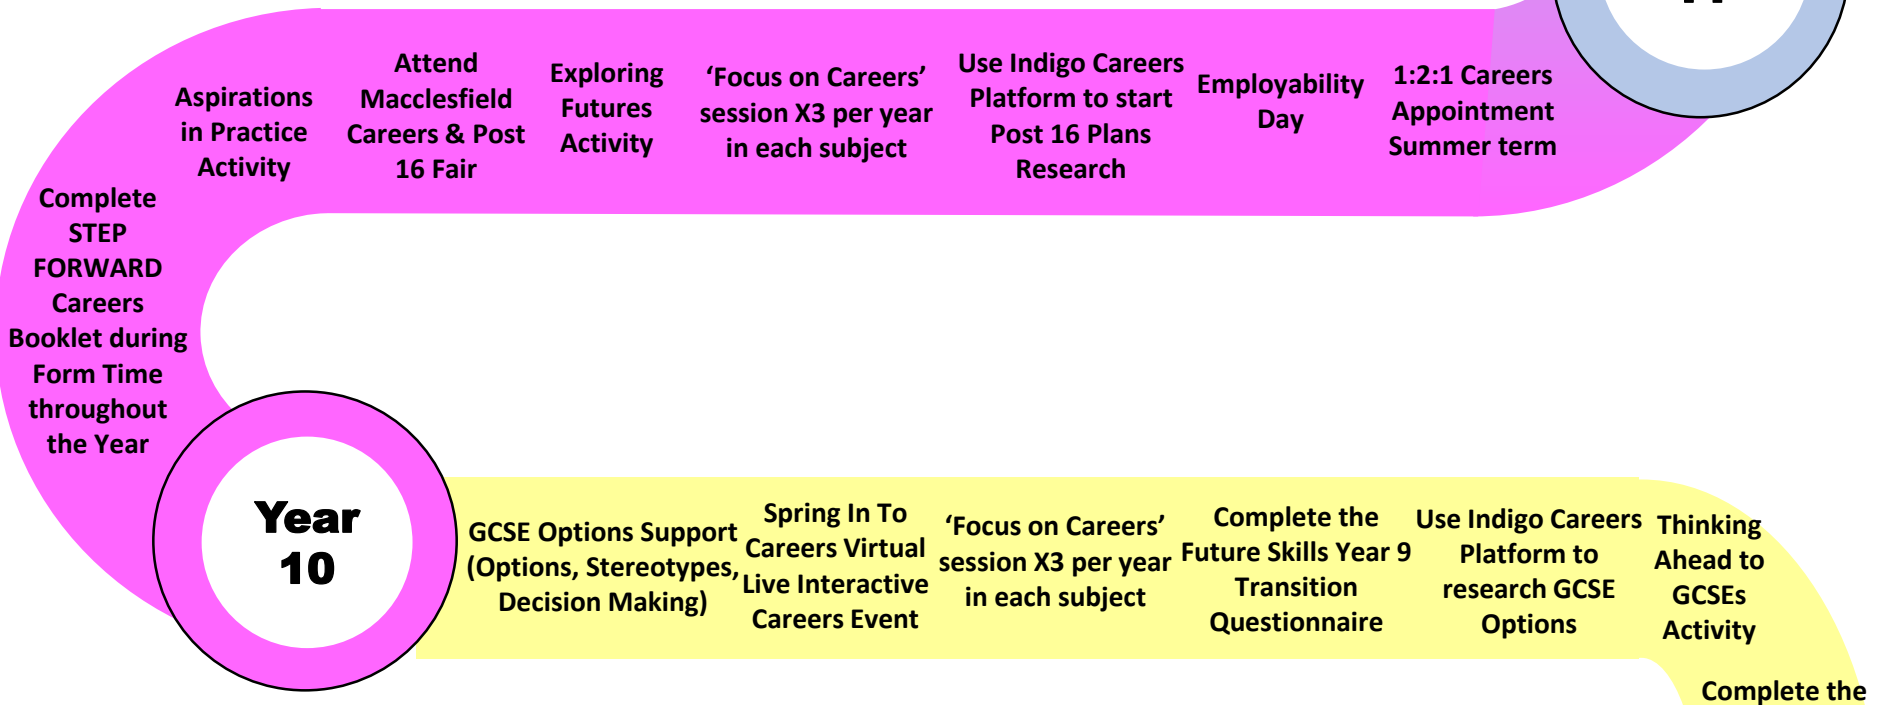 Aspirations
in Practice
Activity
Attend
Macclesfield
Careers & Post
16 Fair
Exploring
Futures
Activity
‘Focus on Careers’
session X3 per year
in each subject
Use Indigo Careers
Platform to start
Post 16 Plans
Research
Employability
Day
1:2:1 Careers
Appointment
Summer term
Complete
STEP
FORWARD
Careers
Booklet during
Form Time
throughout
the Year
Year
10
GCSE Options Support
(Options, Stereotypes,
Decision Making)
Spring In To
Careers Virtual
Live Interactive
Careers Event
‘Focus on Careers’
session X3 per year
in each subject
Complete the
Future Skills Year 9
Transition
Questionnaire
Use Indigo Careers
Platform to
research GCSE
Options
Thinking
Ahead to
GCSEs
Activity
Complete the